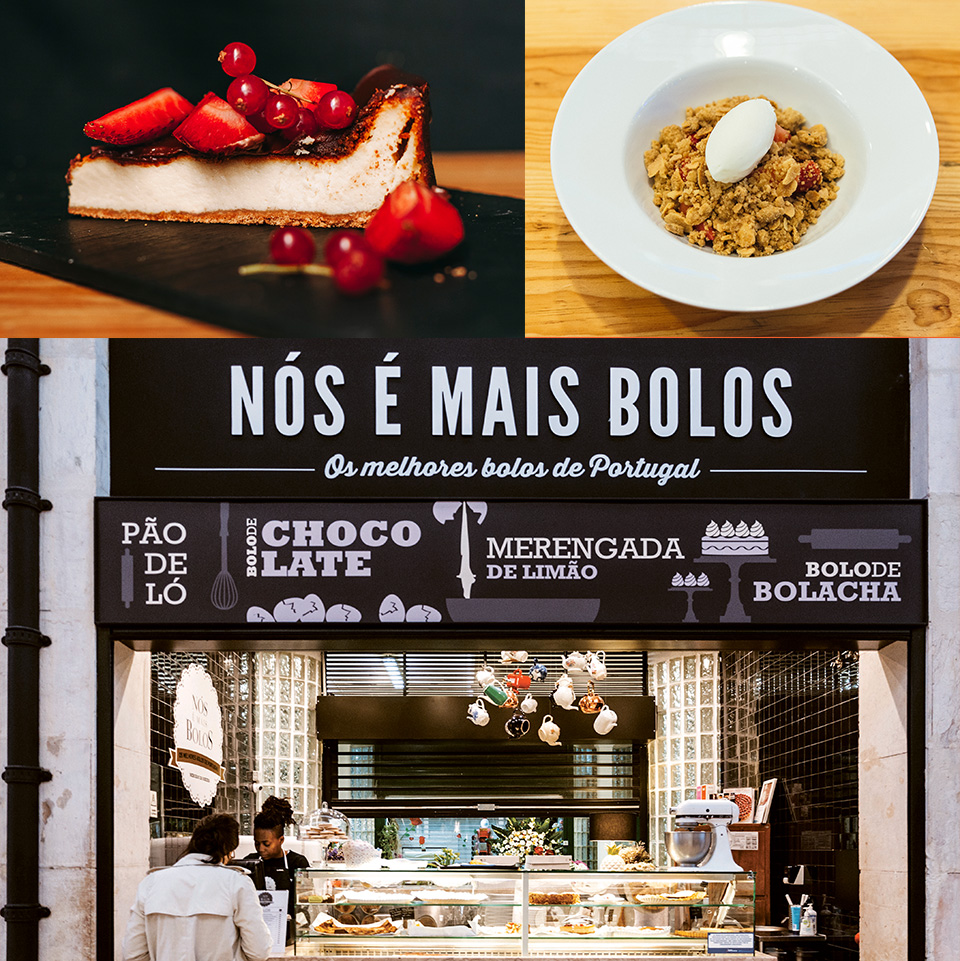 NÓS É MAIS BOLOS
Os melhores bolos de Portugal
PÃO
DE
LÓ
BOLO DE
CHOCO
LATE
MERENGADA
DE LIMÃO
BOLO DE
BOLACHA
NÓS
BOLOS